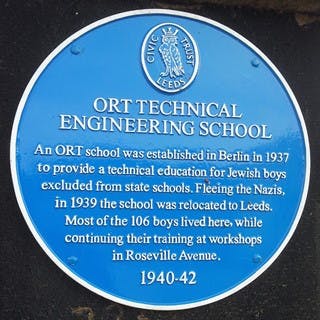 CIVIC TRUST
LEEDS
ORT TECHNICAL
ENGINEERING SCHOOL
An ORT school was established in Berlin in 1937
to provide a technical education for Jewish boys
excluded from state schools. Fleeing the Nazis,
in 1939 the school was relocated to Leeds.
Most of the 106 boys lived here, while
continuing their training at workshops
in Roseville Avenue.
1940-42